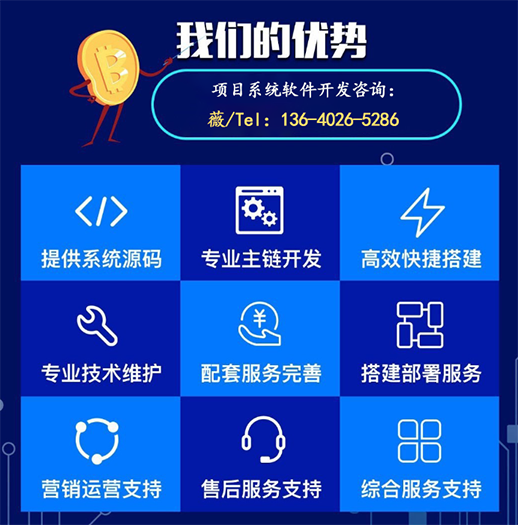 我们的优势
项目系统软件开发咨询：
薇/Tel：136-4026-5286
提供系统源码
专业主链开发
高效快捷搭建
专业技术维护
配套服务完善
搭建部署服务
营销运营支持
售后服务支持
综合服务支持